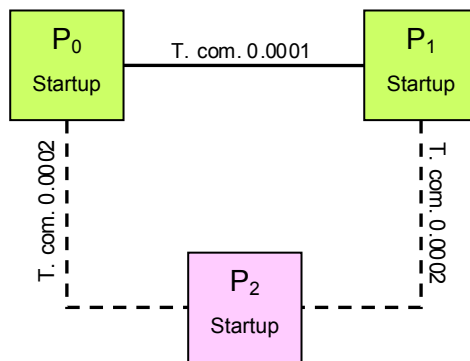 P₀
Startup
T. com. 0.0001
P₁
Startup
T. com. 0.0002
T. com. 0.0002
P₂
Startup